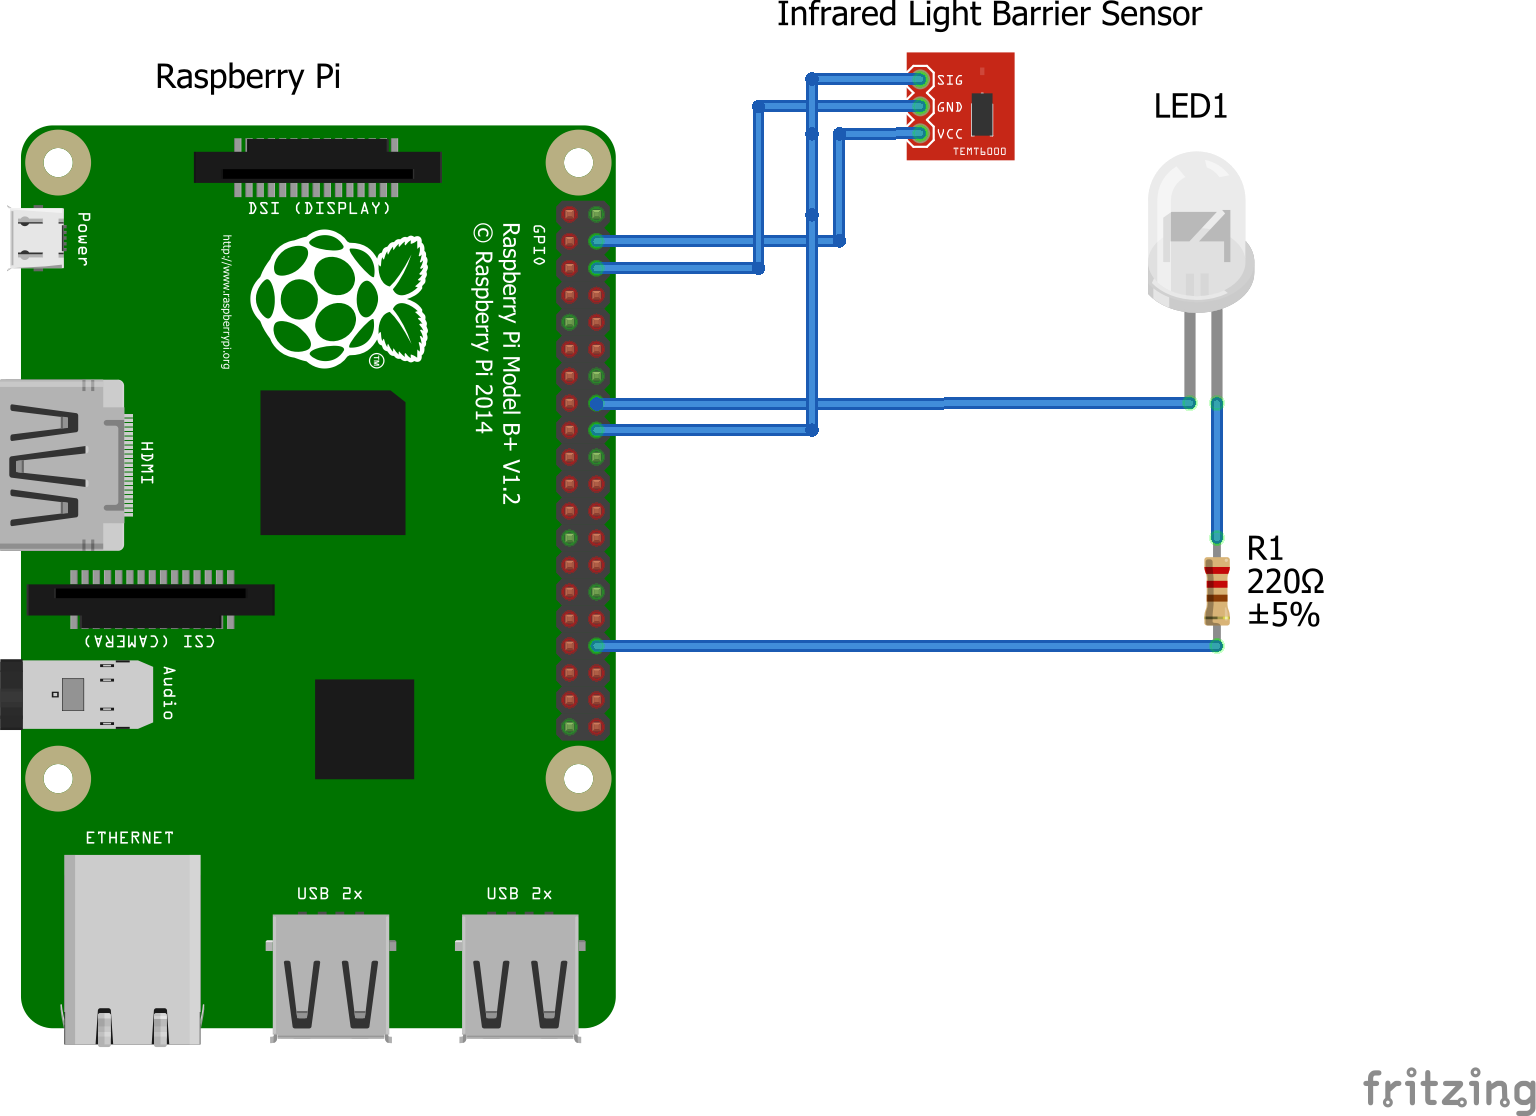 Infrared Light Barrier Sensor
Raspberry Pi
LED1
SIG
GND
VCC
TEMT6000
DSI (DISPLAY)
Power
http://www.raspberrypi.org
TM
GPIO
Raspberry Pi Model B+ V1.2
© Raspberry Pi 2014
HDMI
R1
220Ω
±5%
CSI (CAMERA)
Audio
ETHERNET
USB 2x
USB 2x
fritzing